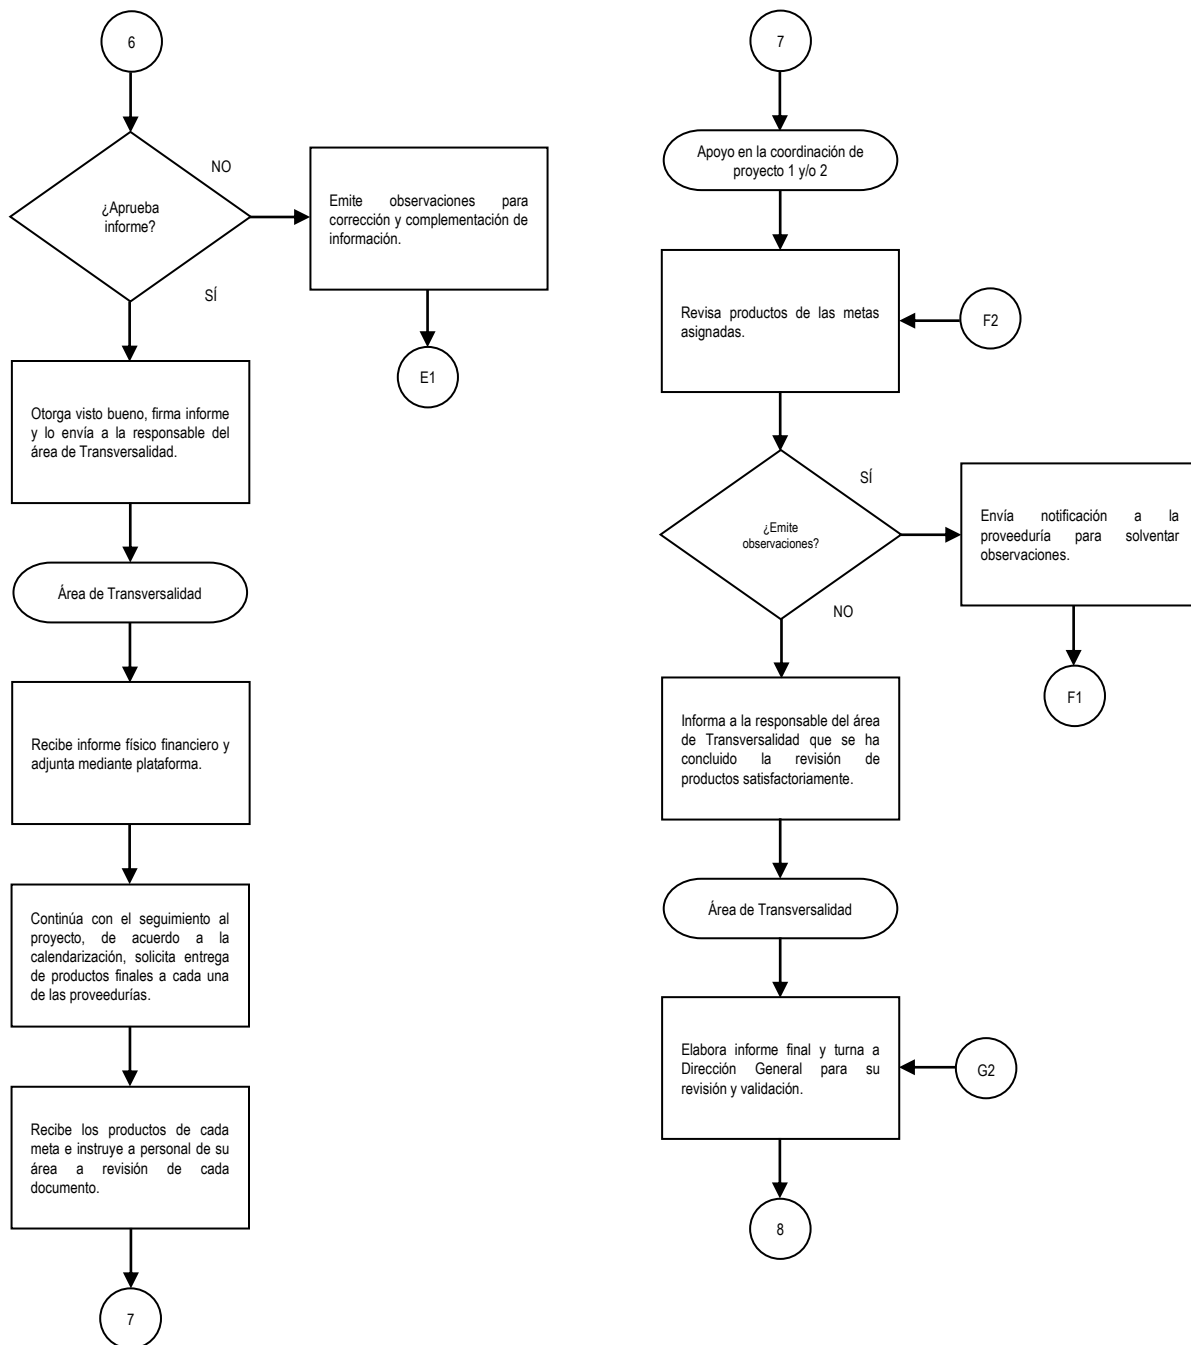 6
NO
¿Aprueba
informe?
Emite observaciones para
corrección y complementación de
información.
SÍ
E1
Otorga visto bueno, firma informe
y lo envía a la responsable del
área de Transversalidad.
Área de Transversalidad
Recibe informe físico financiero y
adjunta mediante plataforma.
Continúa con el seguimiento al
proyecto, de acuerdo a la
calendarización, solicita entrega
de productos finales a cada una
de las proveedurías.
Recibe los productos de cada
meta e instruye a personal de su
área a revisión de cada
documento.
7
7
Apoyo en la coordinación de
proyecto 1 y/o 2
Revisa productos de las metas
asignadas.
F2
SÍ
¿Emite
observaciones?
Envía notificación a la
proveeduría para solventar
observaciones.
NO
F1
Informa a la responsable del área
de Transversalidad que se ha
concluido la revisión de
productos satisfactoriamente.
Área de Transversalidad
Elabora informe final y turna a
Dirección General para su
revisión y validación.
G2
8